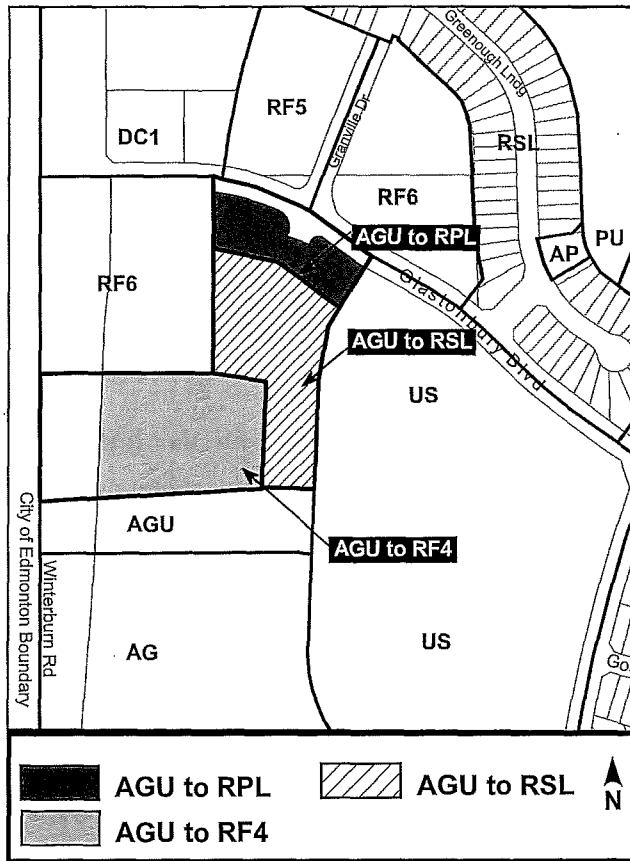 Greenough Lndg
RF5
Granville Dr
DC1
RSL
RF6
PU
AP
AGU to RPL
RF6
Glastonbury Blvd
AGU to RSL
US
AGU
AGU to RF4
City of Edmonton Boundary
Winterburn Rd
AG
US
Go
AGU to RPL
AGU to RSL
N
AGU to RF4